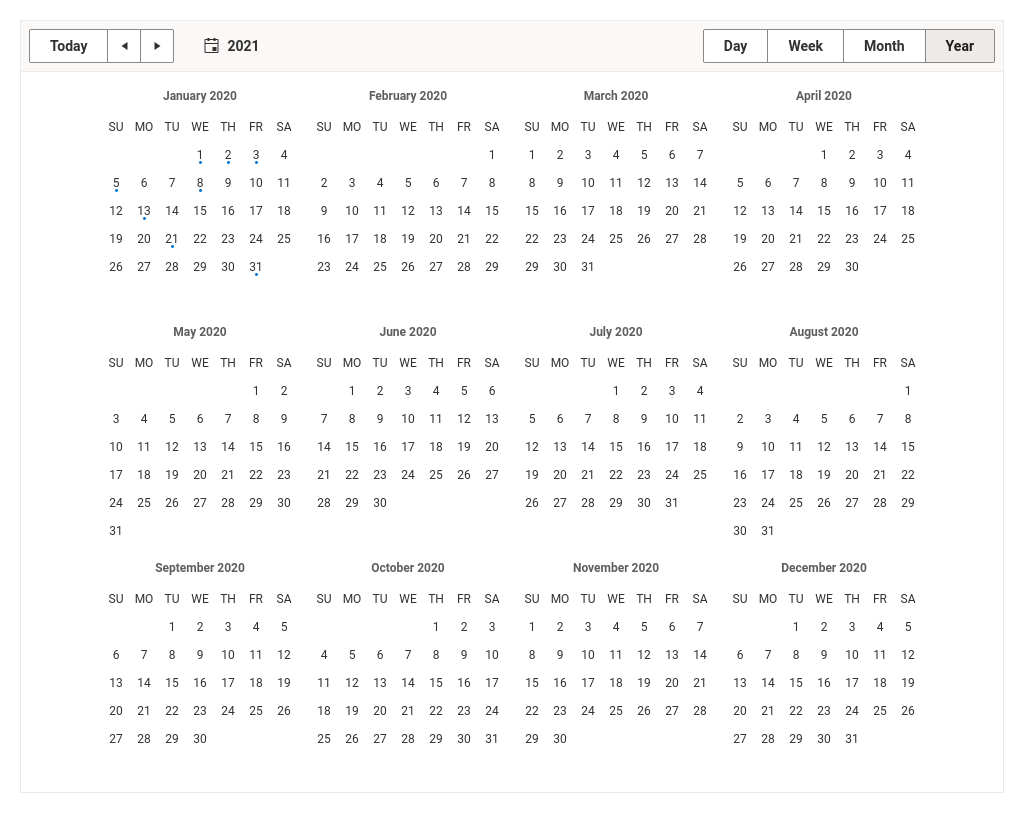 Today 2021 Day Week Month Year
January 2020 February 2020 March 2020 April 2020
SU MO TU WE TH FR SA SU MO TU WE TH FR SA SU MO TU WE TH FR SA SU MO TU WE TH FR SA
1 2 3 4 1 1 2 3 4 5 6 7 1 2 3 4
5 6 7 8 9 10 11 2 3 4 5 6 7 8 8 9 10 11 12 13 14 5 6 7 8 9 10 11
12 13 14 15 16 17 18 9 10 11 12 13 14 15 15 16 17 18 19 20 21 12 13 14 15 16 17 18
19 20 21 22 23 24 25 16 17 18 19 20 21 22 22 23 24 25 26 27 28 19 20 21 22 23 24 25
26 27 28 29 30 31 23 24 25 26 27 28 29 29 30 31 26 27 28 29 30
May 2020 June 2020 July 2020 August 2020
SU MO TU WE TH FR SA SU MO TU WE TH FR SA SU MO TU WE TH FR SA SU MO TU WE TH FR SA
1 2 1 2 3 4 5 6 1 2 3 4 1
3 4 5 6 7 8 9 7 8 9 10 11 12 13 5 6 7 8 9 10 11 2 3 4 5 6 7 8
10 11 12 13 14 15 16 14 15 16 17 18 19 20 12 13 14 15 16 17 18 9 10 11 12 13 14 15
17 18 19 20 21 22 23 21 22 23 24 25 26 27 19 20 21 22 23 24 25 16 17 18 19 20 21 22
24 25 26 27 28 29 30 28 29 30 26 27 28 29 30 31 23 24 25 26 27 28 29
31 30 31
September 2020 October 2020 November 2020 December 2020
SU MO TU WE TH FR SA SU MO TU WE TH FR SA SU MO TU WE TH FR SA SU MO TU WE TH FR SA
1 2 3 4 5 1 2 3 1 2 3 4 5 6 7 1 2 3 4 5
6 7 8 9 10 11 12 4 5 6 7 8 9 10 8 9 10 11 12 13 14 6 7 8 9 10 11 12
13 14 15 16 17 18 19 11 12 13 14 15 16 17 15 16 17 18 19 20 21 13 14 15 16 17 18 19
20 21 22 23 24 25 26 18 19 20 21 22 23 24 22 23 24 25 26 27 28 20 21 22 23 24 25 26
27 28 29 30 25 26 27 28 29 30 31 29 30 27 28 29 30 31